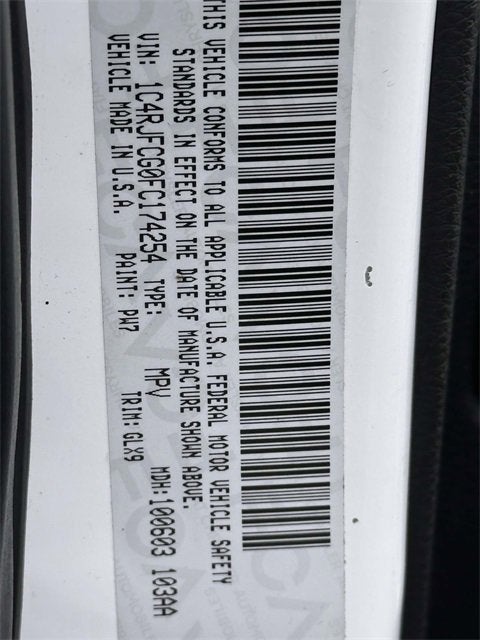 THIS VEHICLE CONFORMS TO ALL APPLICABLE U.S.A. FEDERAL MOTOR VEHICLE SAFETY
STANDARDS IN EFFECT ON THE DATE OF MANUFACTURE SHOWN ABOVE.
VIN: 1C4RJFCG0FC174254 TYPE: MPV MDH:100603 103AA
VEHICLE MADE IN U.S.A. PAINT: PW7 TRIM:GLX9